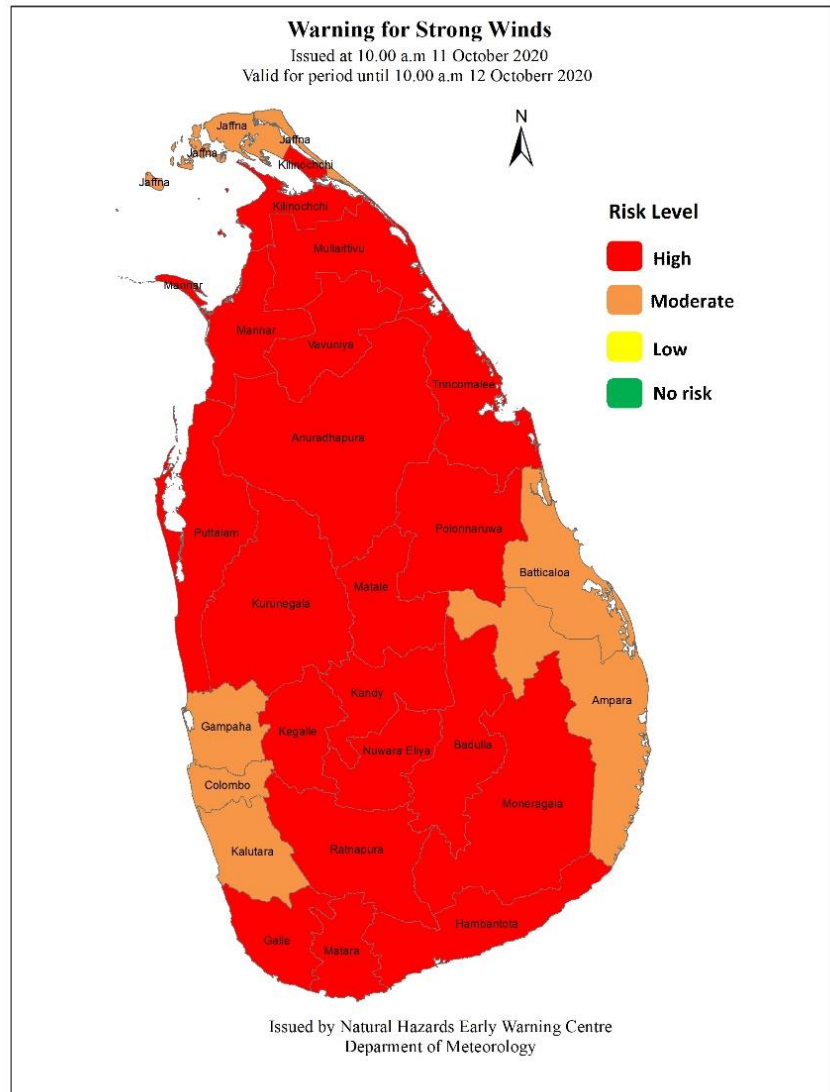 Warning for Strong Winds
Issued at 10.00 a.m 11 October 2020
Valid for period until 10.00 a.m 12 Octoberr 2020
N
Jaffna
Jaffna
Jaffna
Kilinochchi
Jaffna
Kilinochchi
Mullaittivu
Mannar
Mannar
Vavuniya
Trincomalee
Anuradhapura
Puttalam
Polonnaruwa
Batticaloa
Matale
Kurunegala
Kandy
Ampara
Gampaha
Kegalle
Nuwara Eliya
Badulla
Colombo
Moneragala
Kalutara
Ratnapura
Hambantota
Galle
Matara
Risk Level
High
Moderate
Low
No risk
Issued by Natural Hazards Early Warning Centre
Deparment of Meteorology